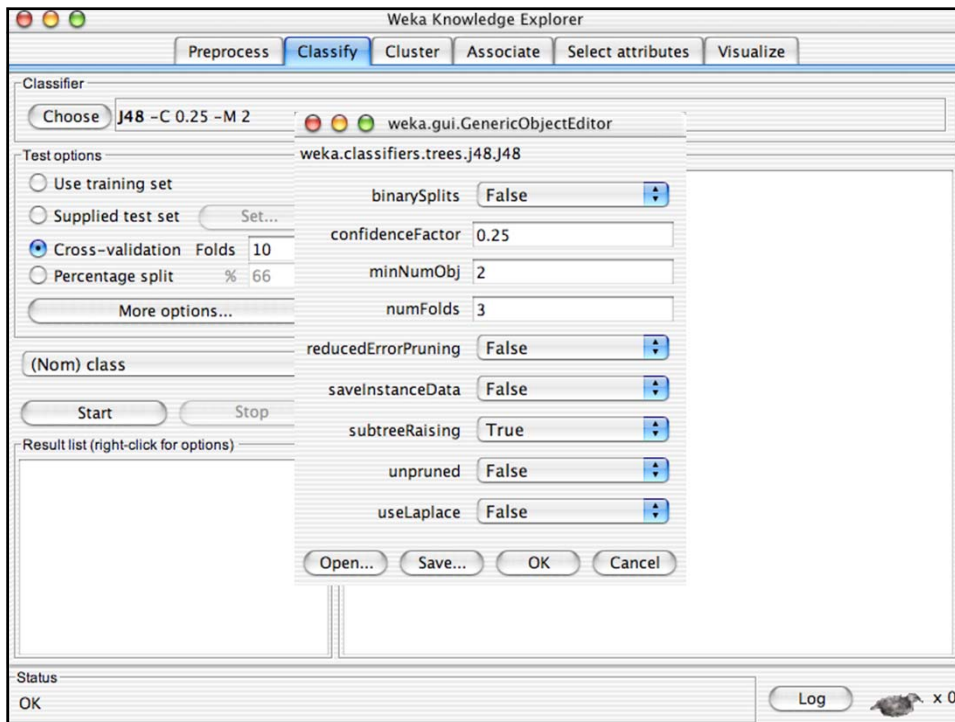 Weka Knowledge Explorer
Preprocess Classify Cluster Associate Select attributes Visualize
Classifier
Choose J48 -C 0.25 -M 2
Test options
Use training set
Supplied test set Set...
Cross-validation Folds 10
Percentage split % 66
More options...
(Nom) class
Start Stop
Result list (right-click for options)
weka.gui.GenericObjectEditor
weka.classifiers.trees.j48.J48
binarySplits False
confidenceFactor 0.25
minNumObj 2
numFolds 3
reducedErrorPruning False
saveInstanceData False
subtreeRaising True
unpruned False
useLaplace False
Open... Save... OK Cancel
Status
OK
Log x 0